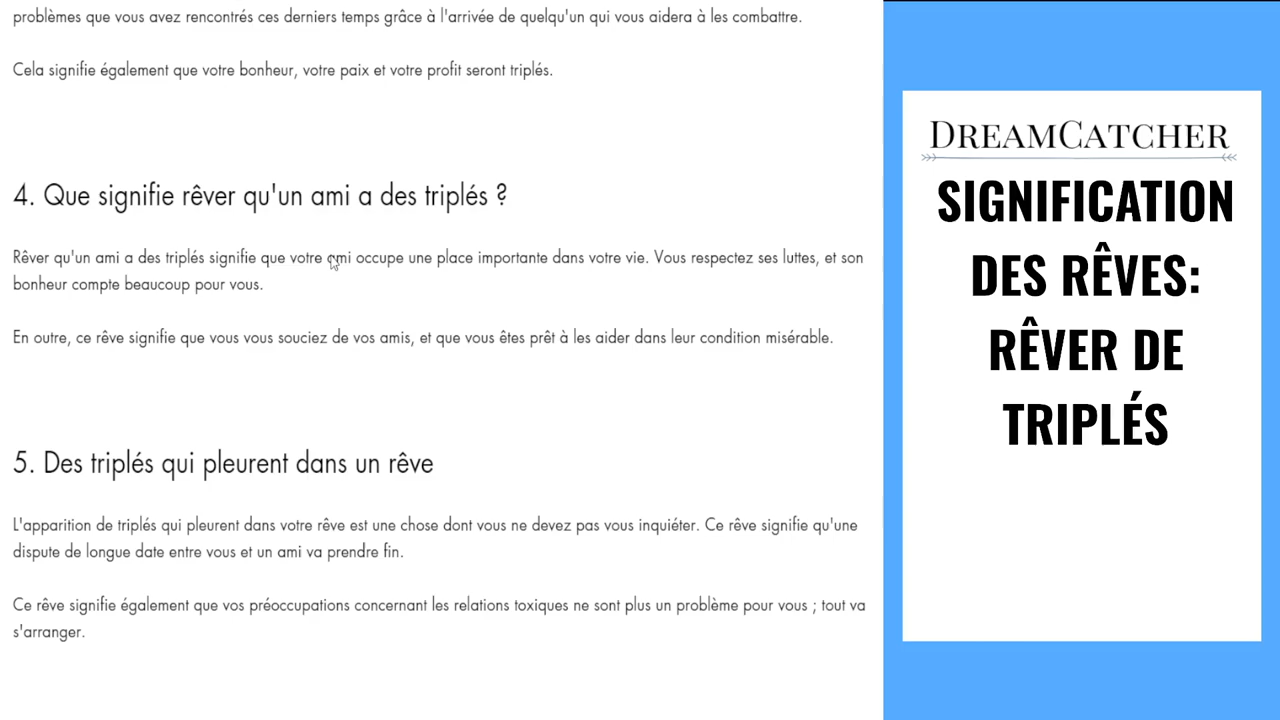 problèmes que vous avez rencontrés ces derniers temps grâce à l'arrivée de quelqu'un qui vous aidera à les combattre.
Cela signifie également que votre bonheur, votre paix et votre profit seront triplés.
4. Que signifie rêver qu'un ami a des triplés ?
Rêver qu'un ami a des triplés signifie que votre ami occupe une place importante dans votre vie. Vous respectez ses luttes, et son
bonheur compte beaucoup pour vous.
En outre, ce rêve signifie que vous vous souciez de vos amis, et que vous êtes prêt à les aider dans leur condition misérable.
5. Des triplés qui pleurent dans un rêve
L'apparition de triplés qui pleurent dans votre rêve est une chose dont vous ne devez pas vous inquiéter. Ce rêve signifie qu'une
dispute de longue date entre vous et un ami va prendre fin.
Ce rêve signifie également que vos préoccupations concernant les relations toxiques ne sont plus un problème pour vous ; tout va
s'arranger.
DREAMCATCHER
SIGNIFICATION
DES RÊVES:
RÊVER DE
TRIPLÉS